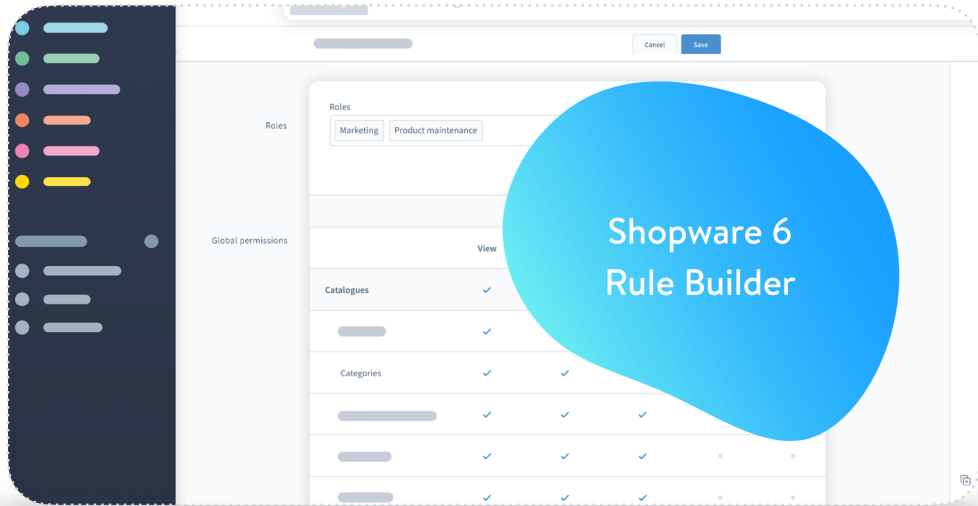 Cancel
Save
Roles
Roles
Marketing
Product maintenance
Global permissions
View
Catalogues
Categories
Shopware 6
Rule Builder